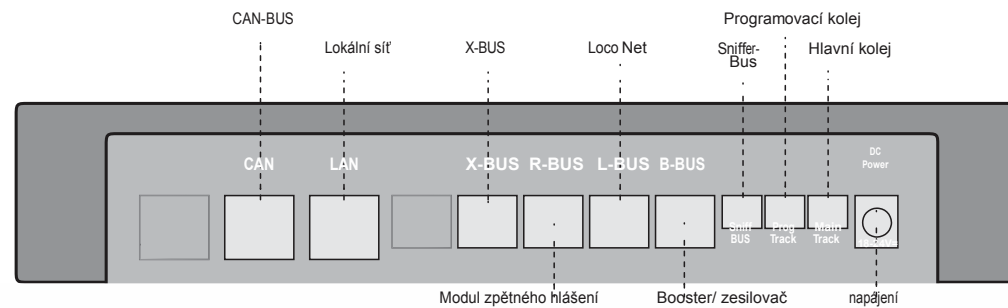 CAN-BUS
Lokální síť
X-BUS
Loco Net
Sniffer-
Bus
Programovací kolej
Hlavní kolej
CAN
LAN
X-BUS
R-BUS
L-BUS
B-BUS
DC
Power
Sniff
BUS
Prog
Track
Main
Track
Modul zpětného hlášení
Booster/ zesilovač
napájení